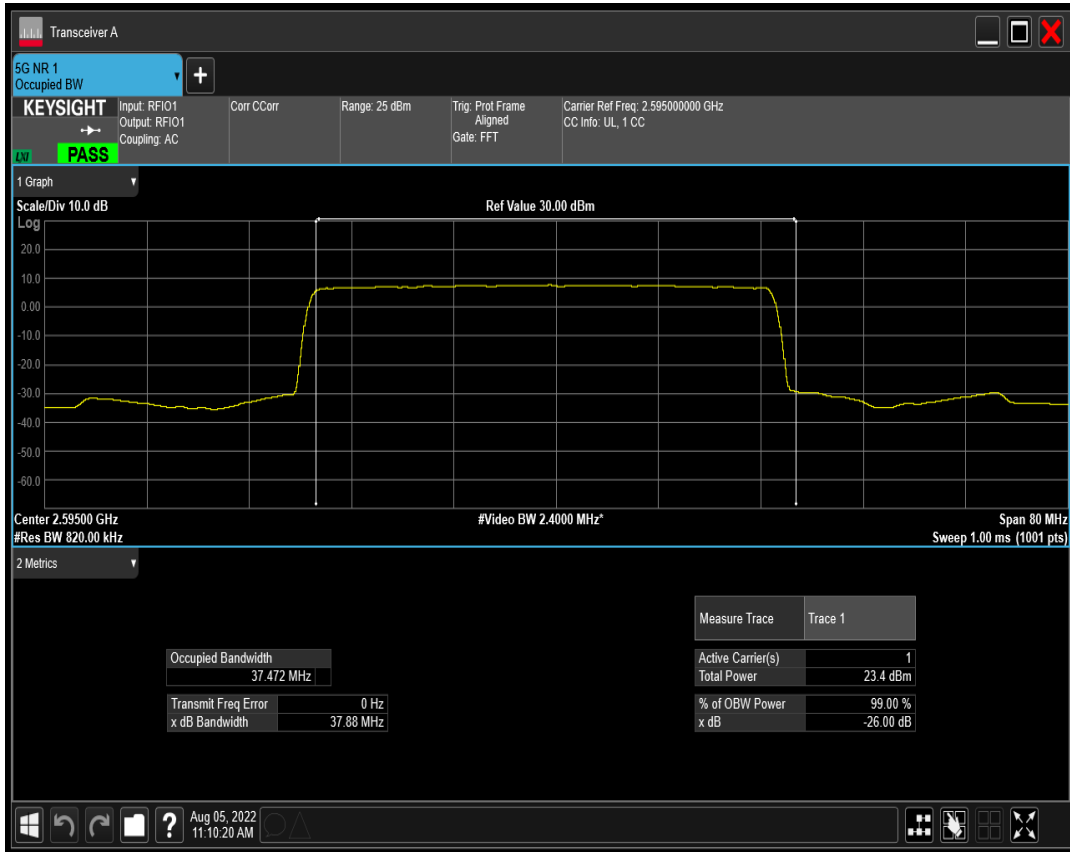 Transceiver A
5G NR 1
Occupied BW
KEYSIGHT
LXI
PASS
Input: RFIO1
Output: RFIO1
Coupling: AC
Corr CCorr
Range: 25 dBm
Trig: Prot Frame
Aligned
Gate: FFT
Carrier Ref Freq: 2.595000000 GHz
CC Info: UL, 1 CC
1 Graph
Scale/Div 10.0 dB
Ref Value 30.00 dBm
Log
20.0
10.0
0.00
-10.0
-20.0
-30.0
-40.0
-50.0
-60.0
Center 2.59500 GHz
#Video BW 2.4000 MHz*
Span 80 MHz
#Res BW 820.00 kHz
Sweep 1.00 ms (1001 pts)
2 Metrics
Measure Trace Trace 1
Occupied Bandwidth
37.472 MHz
Transmit Freq Error 0 Hz
x dB Bandwidth 37.88 MHz
Active Carrier(s) 1
Total Power 23.4 dBm
% of OBW Power 99.00 %
x dB -26.00 dB
?
Aug 05, 2022
11:10:20 AM